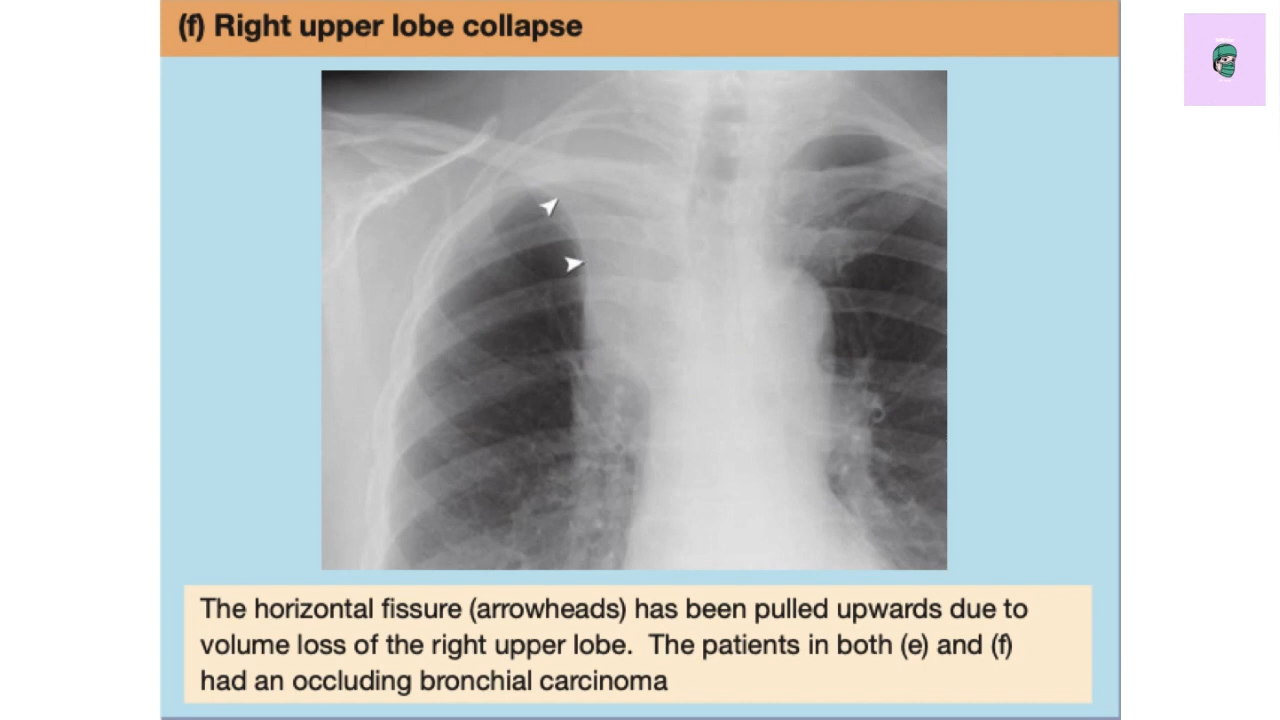 (f) Right upper lobe collapse
The horizontal fissure (arrowheads) has been pulled upwards due to
volume loss of the right upper lobe.  The patients in both (e) and (f)
had an occluding bronchial carcinoma